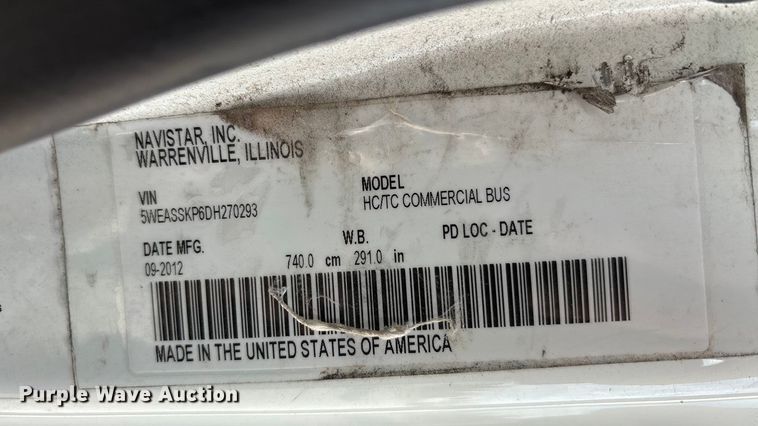 NAVISTAR, INC.
WARRENVILLE, ILLINOIS
VIN
5WEASSKP6DH270293
MODEL
HC/TC COMMERCIAL BUS
DATE MFG.
09-2012
W.B.
740.0 cm 291.0 in
PD LOC - DATE
MADE IN THE UNITED STATES OF AMERICA
Purple Wave Auction